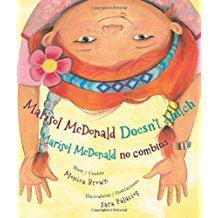 Marisol McDonald Doesn't Match
Marisol McDonald no combina
Story / Cuento
Monica Brown
Illustrations / Ilustraciones
Sara Palacios